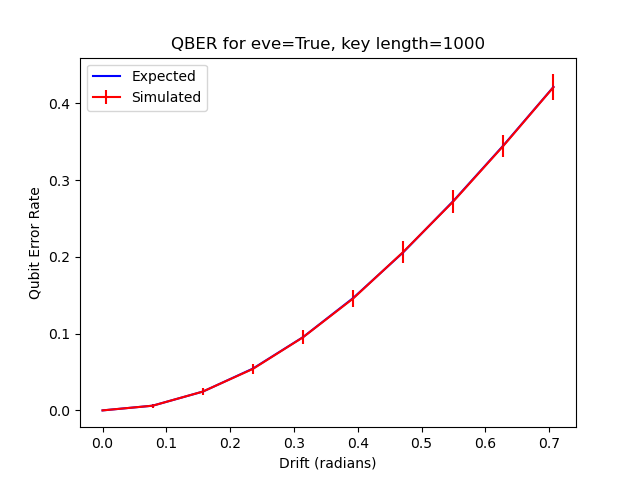 QBER for eve=True, key length=1000
Expected
Simulated
Qubit Error Rate
0.4
0.3
0.2
0.1
0.0
0.0 0.1 0.2 0.3 0.4 0.5 0.6 0.7
Drift (radians)